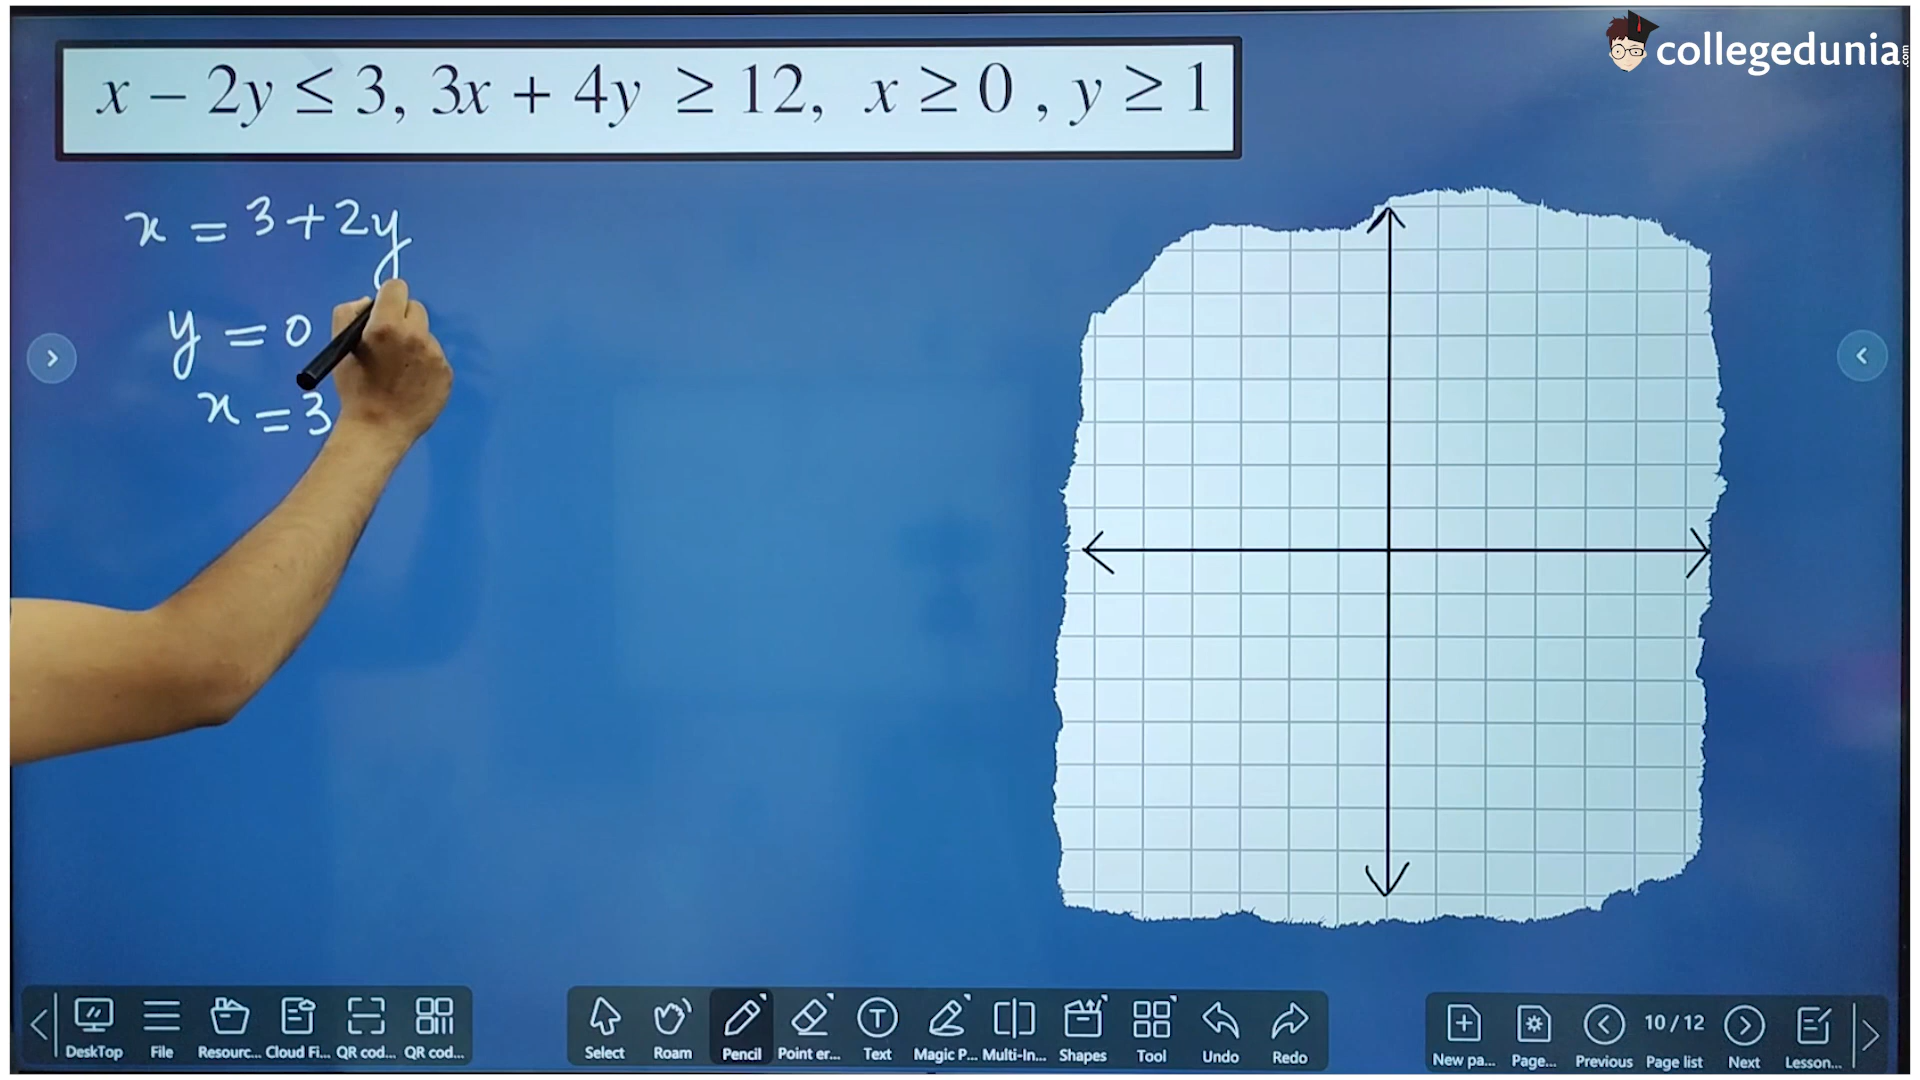 collegedunia
.com
x – 2y ≤ 3, 3x + 4y ≥ 12, x ≥ 0 , y ≥ 1
x = 3+2y
y = 0
x = 3
DeskTop File Resourc... Cloud Fi... QR cod... QR cod...
Select Roam Pencil Point er... Text Magic P... Multi-In... Shapes Tool Undo Redo
10 / 12
New pa... Page... Previous Page list Next Lesson...